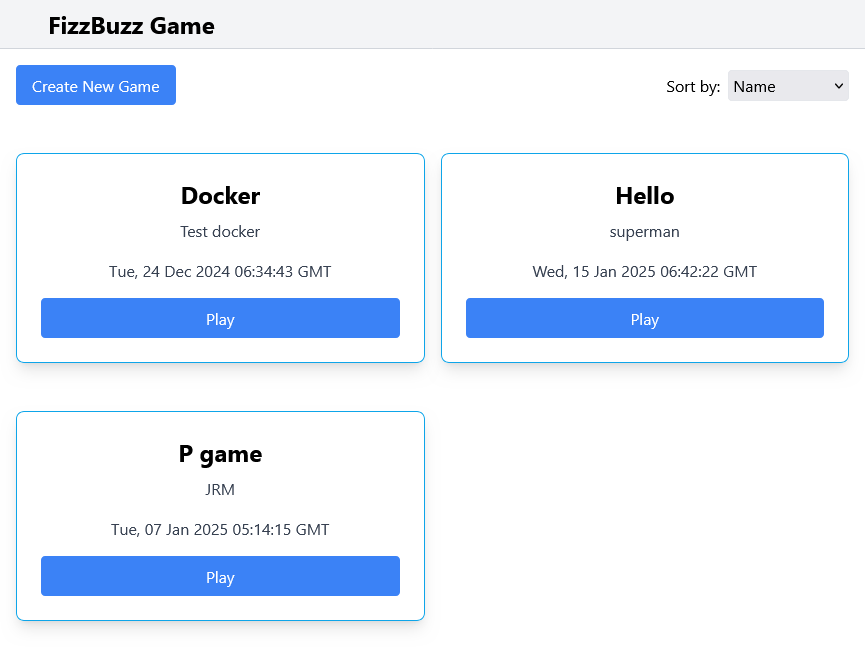 FizzBuzz Game
Create New Game
Sort by: Name
Docker
Test docker
Tue, 24 Dec 2024 06:34:43 GMT
Play
Hello
superman
Wed, 15 Jan 2025 06:42:22 GMT
Play
P game
JRM
Tue, 07 Jan 2025 05:14:15 GMT
Play